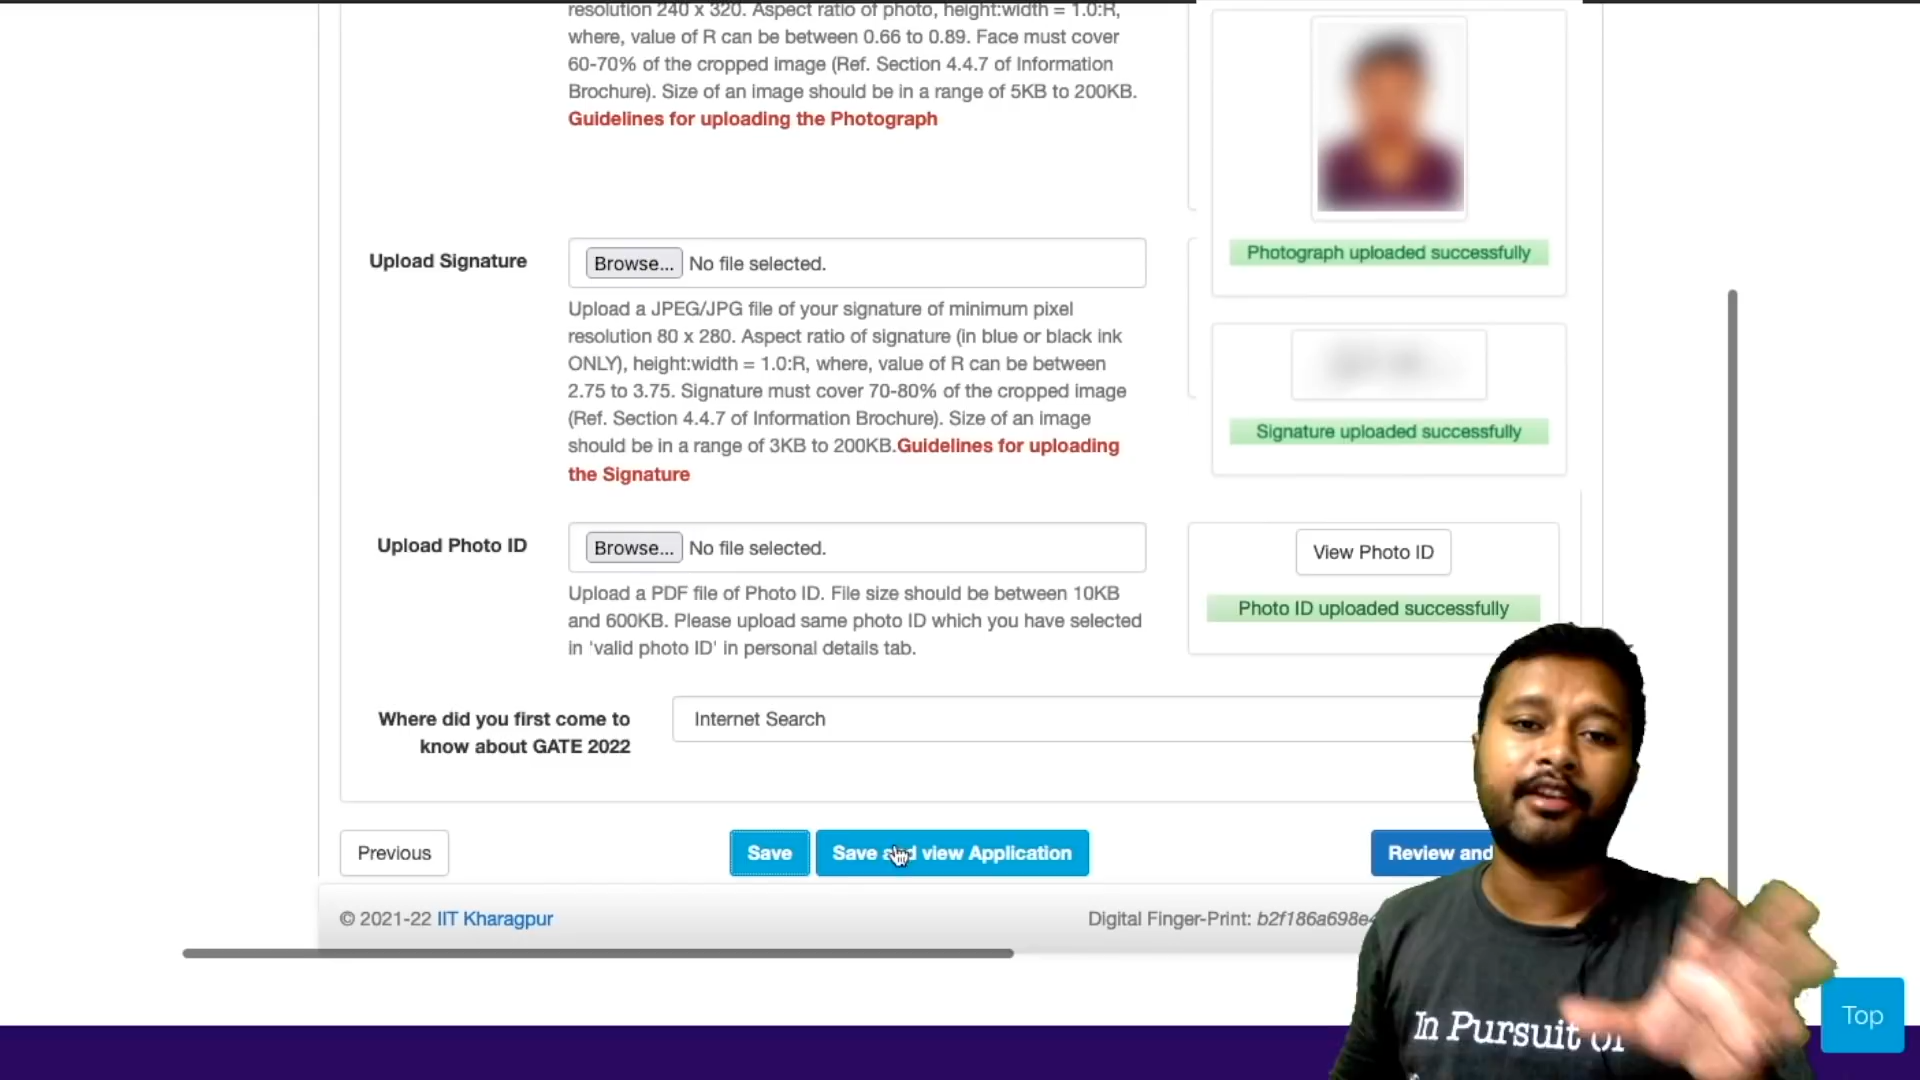 resolution 240 x 320. Aspect ratio of photo, height:width = 1.0:R,
where, value of R can be between 0.66 to 0.89. Face must cover
60-70% of the cropped image (Ref. Section 4.4.7 of Information
Brochure). Size of an image should be in a range of 5KB to 200KB.
Guidelines for uploading the Photograph
Photograph uploaded successfully
Upload Signature
Browse... No file selected.
Upload a JPEG/JPG file of your signature of minimum pixel
resolution 80 x 280. Aspect ratio of signature (in blue or black ink
ONLY), height:width = 1.0:R, where, value of R can be between
2.75 to 3.75. Signature must cover 70-80% of the cropped image
(Ref. Section 4.4.7 of Information Brochure). Size of an image
should be in a range of 3KB to 200KB.Guidelines for uploading
the Signature
Signature uploaded successfully
Upload Photo ID
Browse... No file selected.
Upload a PDF file of Photo ID. File size should be between 10KB
and 600KB. Please upload same photo ID which you have selected
in 'valid photo ID' in personal details tab.
View Photo ID
Photo ID uploaded successfully
Where did you first come to
know about GATE 2022
Internet Search
Previous
Save
Save and view Application
Review and
© 2021-22 IIT Kharagpur
Digital Finger-Print: b2f186a698e
Top
In Pursuit of